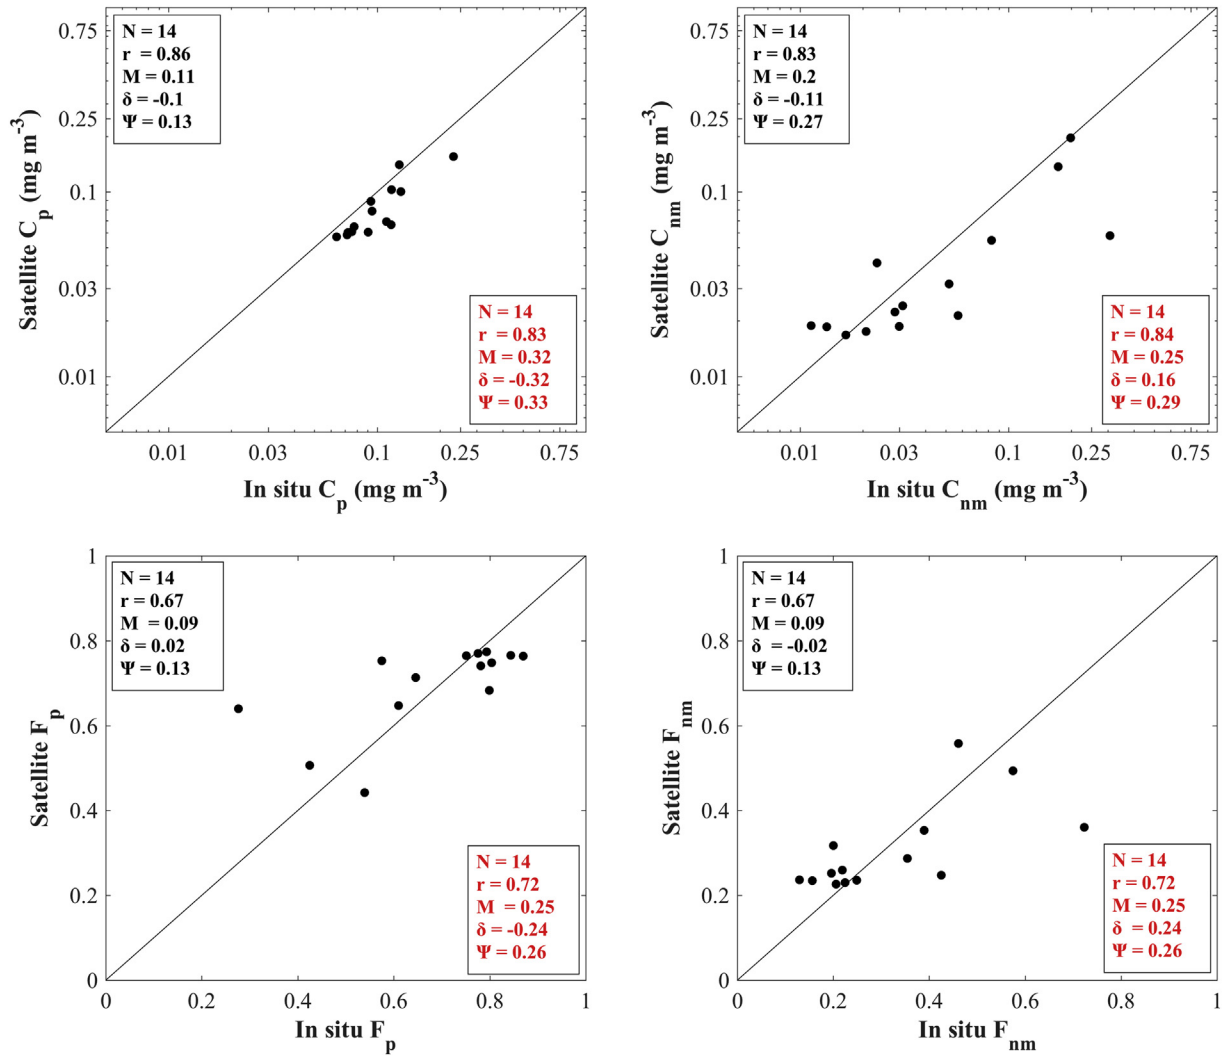 N = 14
r = 0.86
M = 0.11
δ = -0.1
Ψ = 0.13
0.75
0.25
0.1
0.03
0.01
Satellite Cp (mg m-3)
N = 14
r = 0.83
M = 0.32
δ = -0.32
Ψ = 0.33
0.01 0.03 0.1 0.25 0.75
In situ Cp (mg m-3)
N = 14
r = 0.83
M = 0.2
δ = -0.11
Ψ = 0.27
0.75
0.25
0.1
0.03
0.01
Satellite Cnm (mg m-3)
N = 14
r = 0.84
M = 0.25
δ = 0.16
Ψ = 0.29
0.01 0.03 0.1 0.25 0.75
In situ Cnm (mg m-3)
N = 14
r = 0.67
M = 0.09
δ = 0.02
Ψ = 0.13
1
0.8
0.6
0.4
0.2
0
Satellite Fp
N = 14
r = 0.72
M = 0.25
δ = -0.24
Ψ = 0.26
0 0.2 0.4 0.6 0.8 1
In situ Fp
N = 14
r = 0.67
M = 0.09
δ = -0.02
Ψ = 0.13
1
0.8
0.6
0.4
0.2
0
Satellite Fnm
N = 14
r = 0.72
M = 0.25
δ = 0.24
Ψ = 0.26
0 0.2 0.4 0.6 0.8 1
In situ Fnm